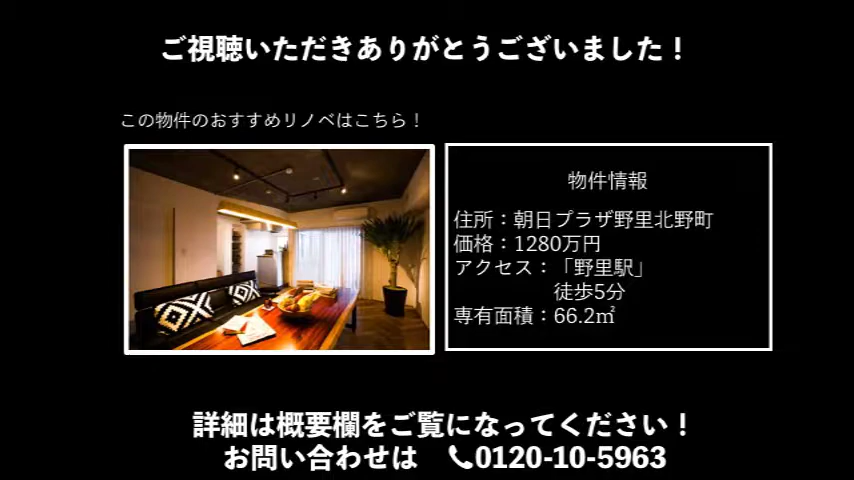 ご視聴いただきありがとうございました！
この物件のおすすめリノベはこちら！
物件情報
住所：朝日プラザ野里北野町
価格：1280万円
アクセス：「野里駅」
徒歩5分
専有面積：66.2㎡
詳細は概要欄をご覧になってください！
お問い合わせは 📞0120-10-5963